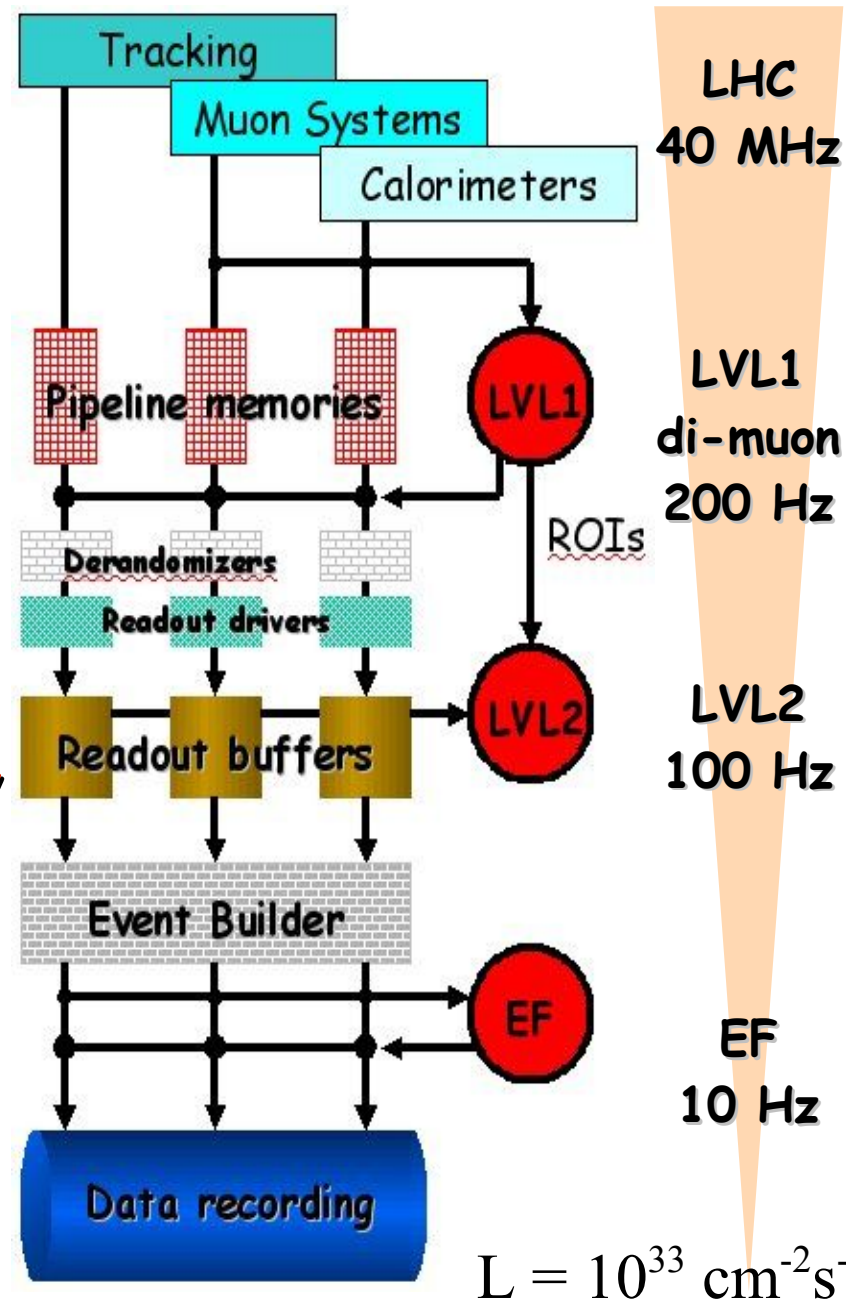 Tracking
Muon Systems
Calorimeters
Pipeline memories
LVL1
ROIs
Derandomizers
Readout drivers
LVL2
Readout buffers
Event Builder
EF
Data recording
LHC
40 MHz
LVL1
di-muon
200 Hz
LVL2
100 Hz
EF
10 Hz
L = 10³³ cm⁻²s⁻